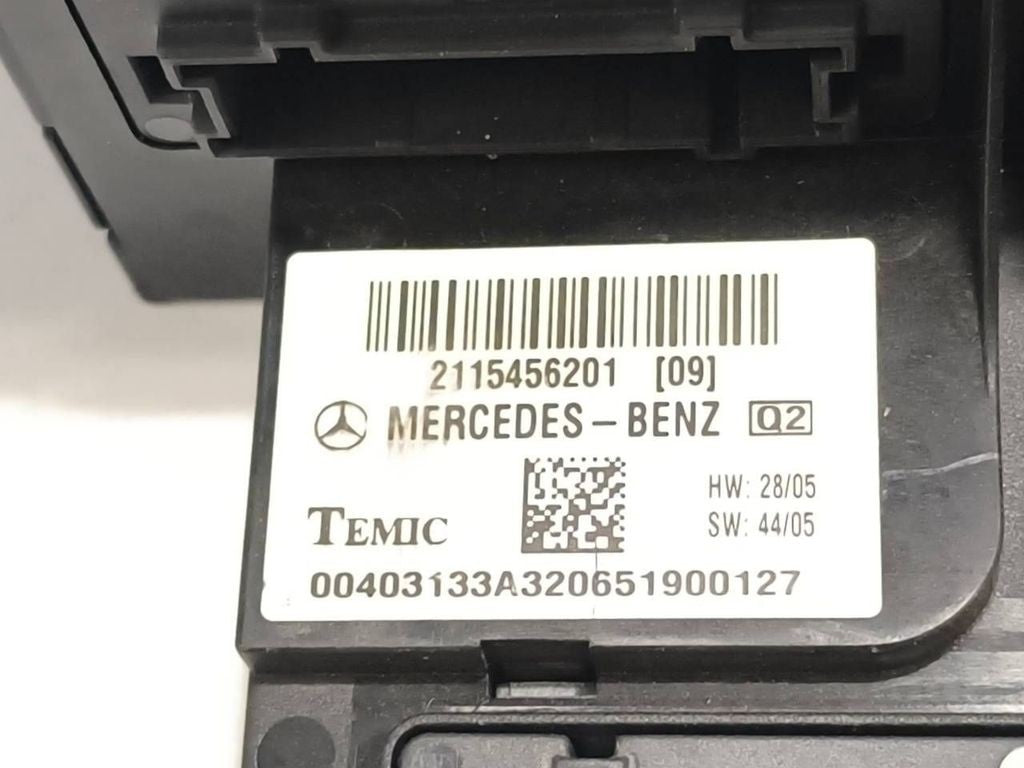 2115456201 [09]
MERCEDES-BENZ Q2
HW: 28/05
TEMIC
SW: 44/05
00403133A320651900127